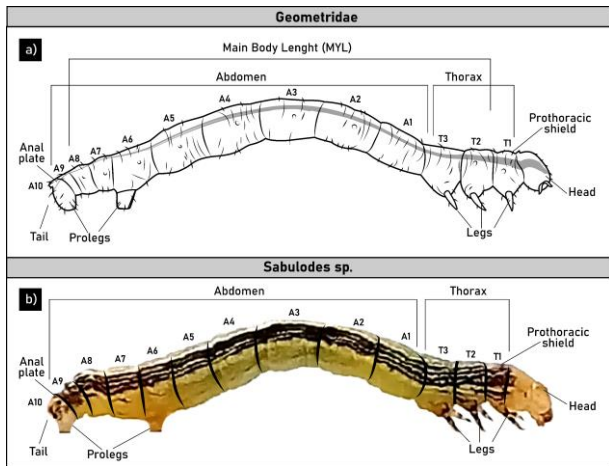 Geometridae
a)
Main Body Lenght (MYL)
Abdomen
Thorax
A3
A4
A2
A5
A1
A6
A7
A8
A9
A10
T3
T2
T1
Prothoracic
shield
Anal
plate
Head
Tail
Prolegs
Legs
Sabulodes sp.
b)
Abdomen
Thorax
A3
A4
A2
A5
A1
A6
A7
A8
A9
A10
T3
T2
T1
Prothoracic
shield
Anal
plate
Head
Tail
Prolegs
Legs